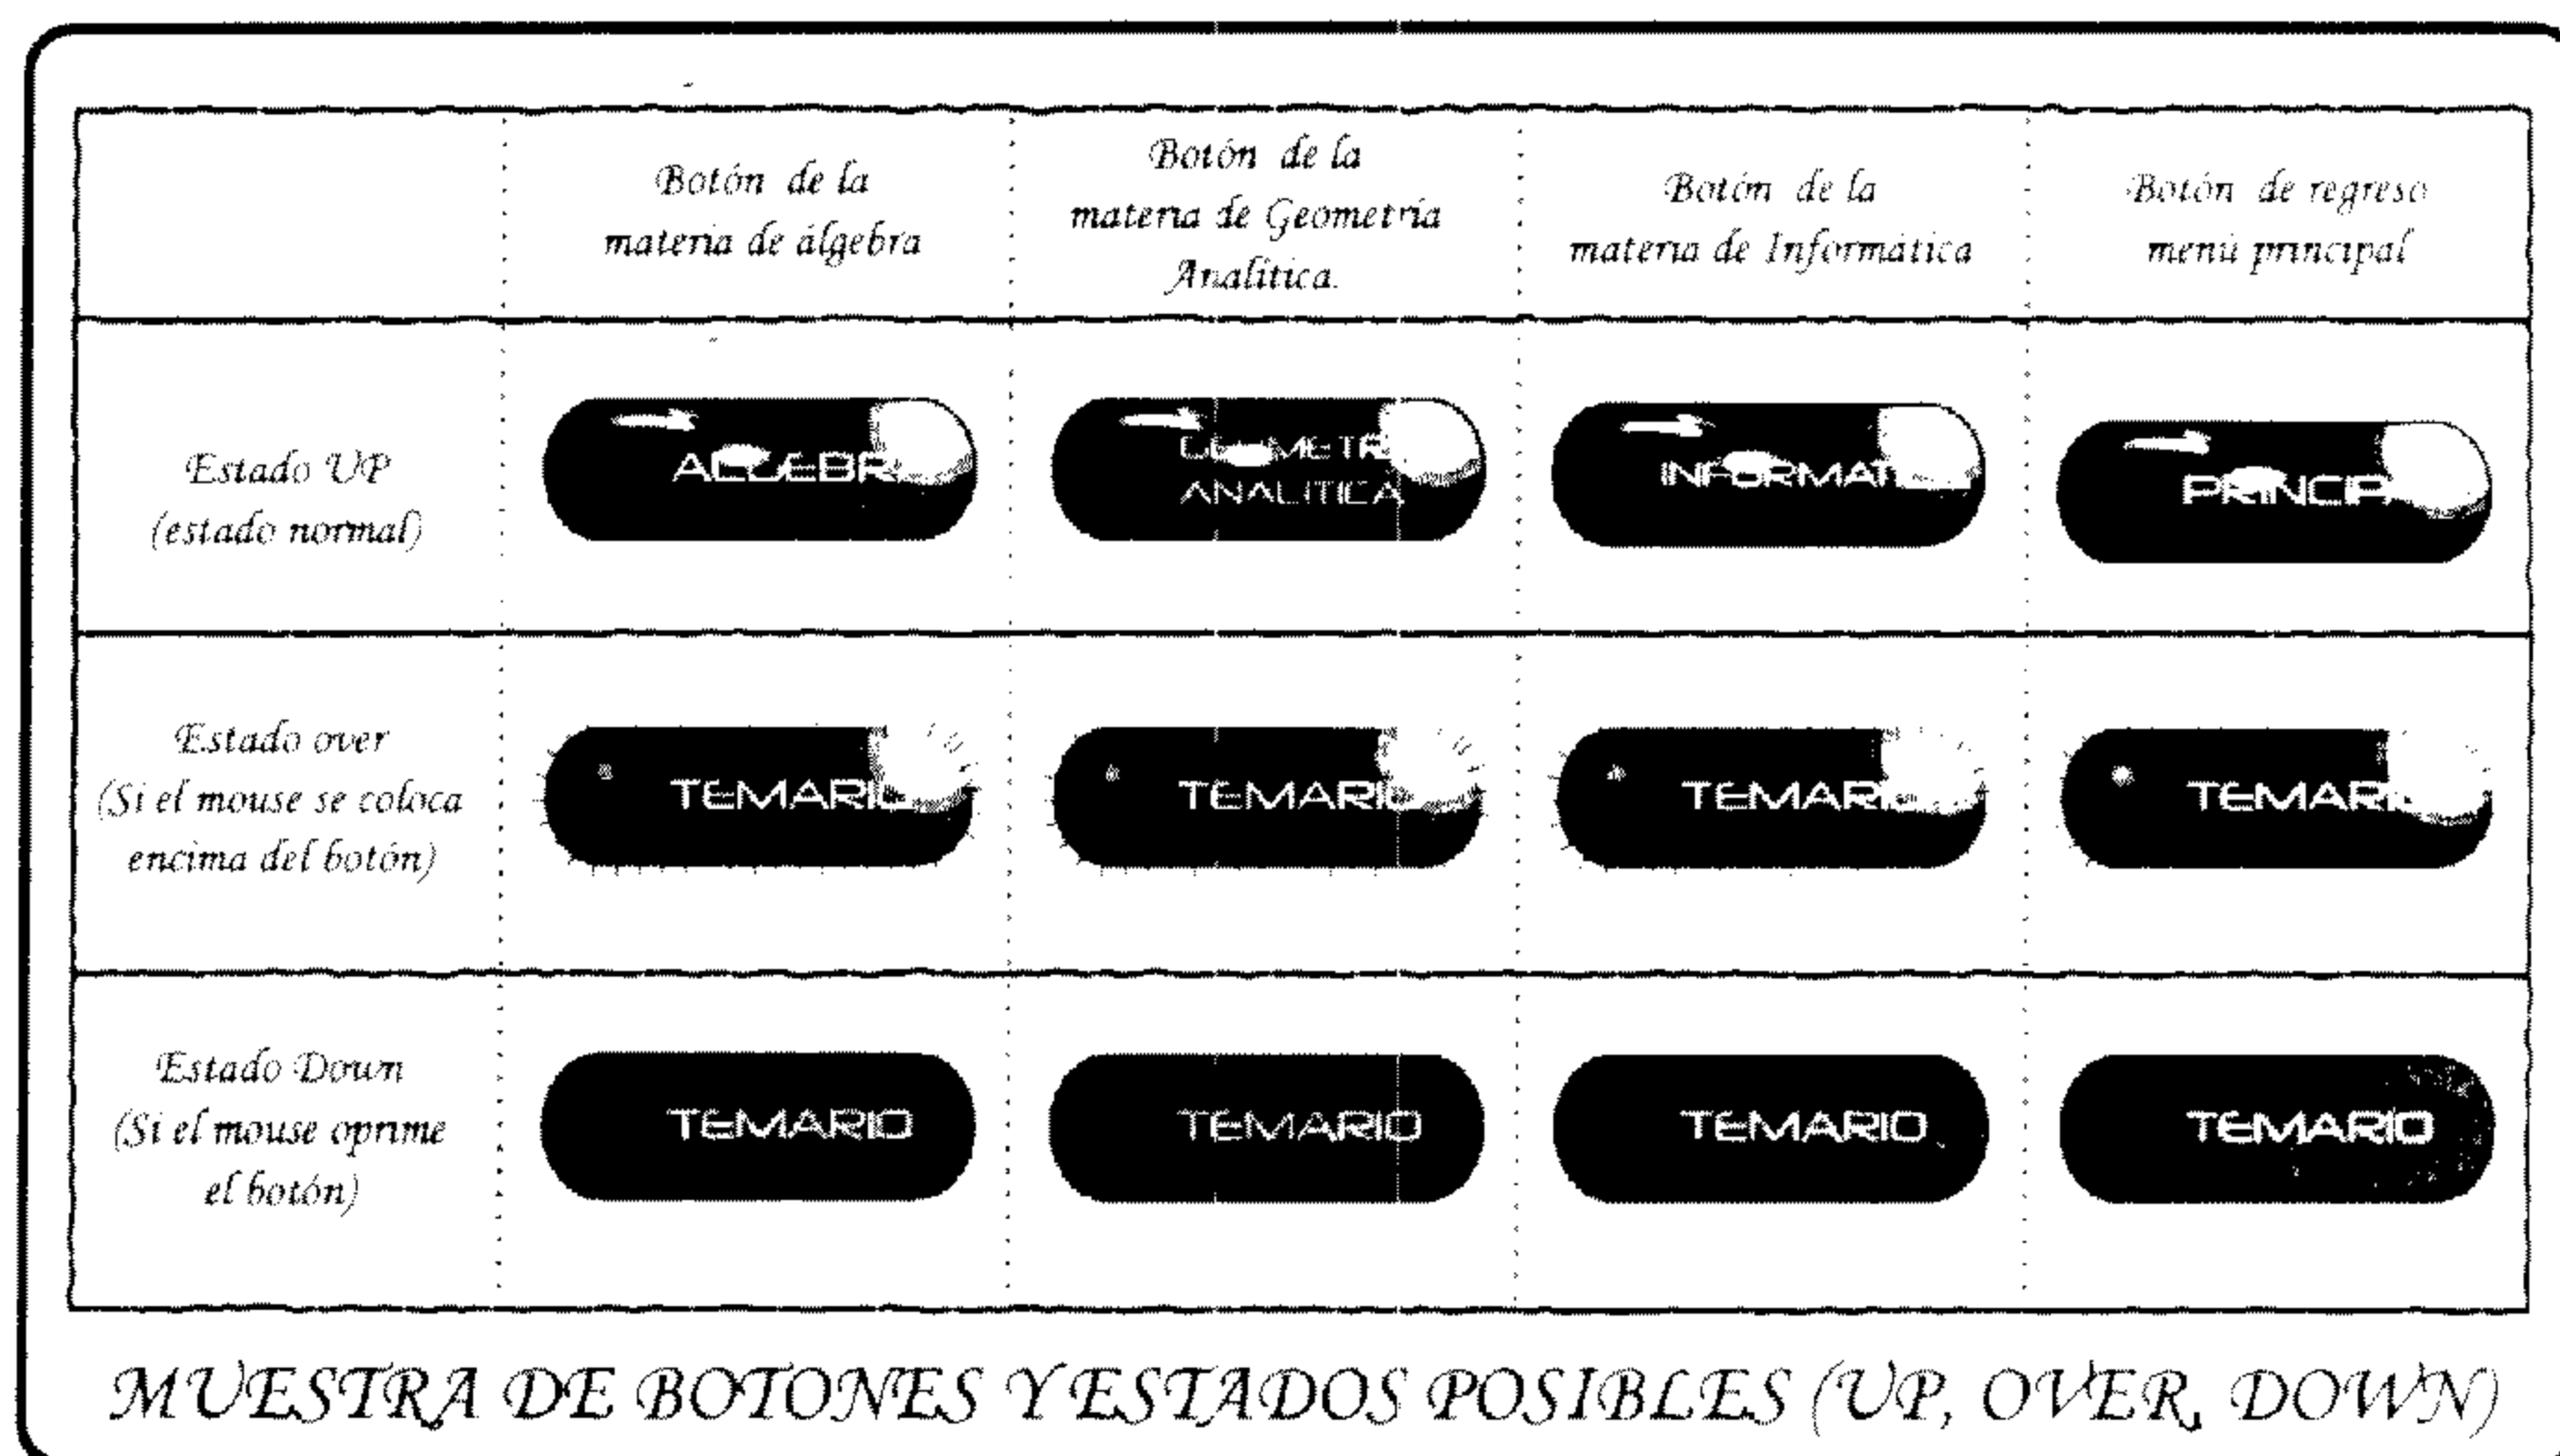 Botón de la
materia de álgebra
Botón de la
materia de Geometría
Analítica.
Botón de la
materia de Informática
Botón de regreso
menú principal
Estado UP
(estado normal)
ANALITICA
Estado over
(Si el mouse se coloca
encima del botón)
TEMARIO
TEMARIO
TEMARIO
TEMARIO
Estado Down
(Si el mouse oprime
el botón)
TEMARIO
TEMARIO
TEMARIO
TEMARIO
MUESTRA DE BOTONES Y ESTADOS POSIBLES (UP, OVER, DOWN)